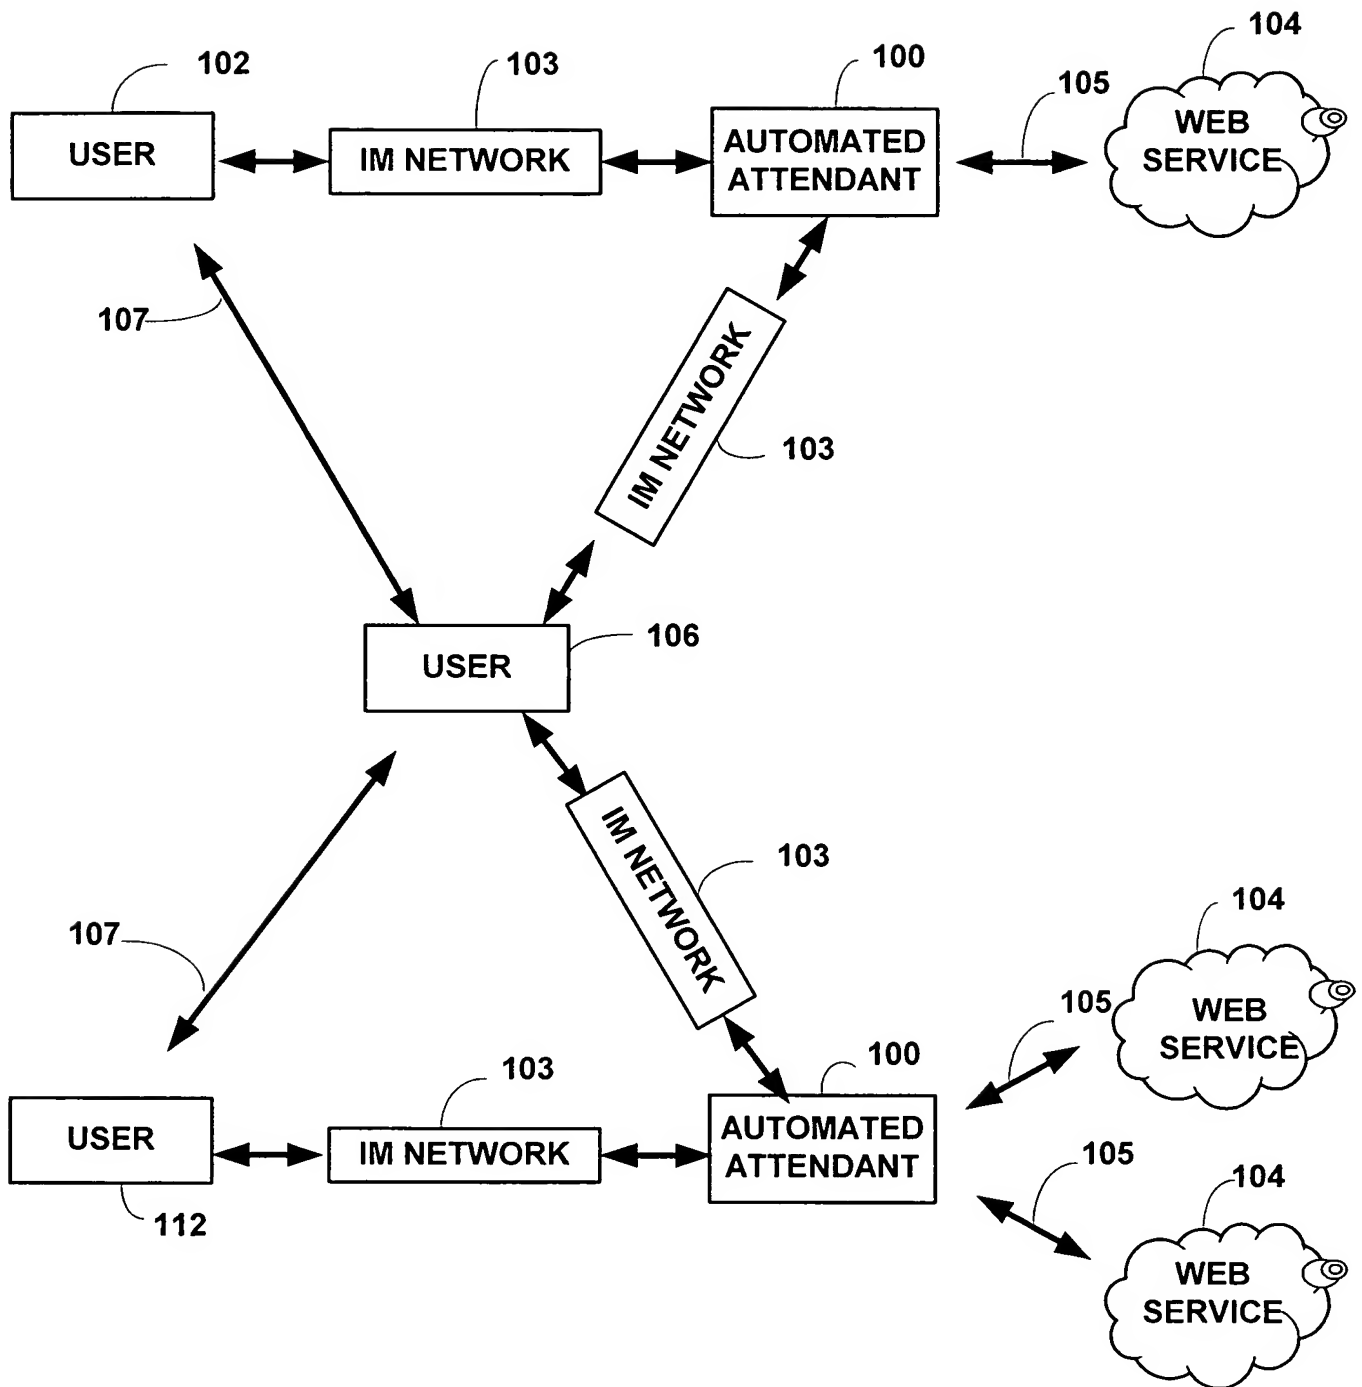 102
103
100
104
105
USER
IM NETWORK
AUTOMATED
ATTENDANT
WEB
SERVICE
107
IM NETWORK
103
106
USER
IM NETWORK
103
107
104
105
WEB
SERVICE
103
100
USER
IM NETWORK
AUTOMATED
ATTENDANT
105
104
112
WEB
SERVICE